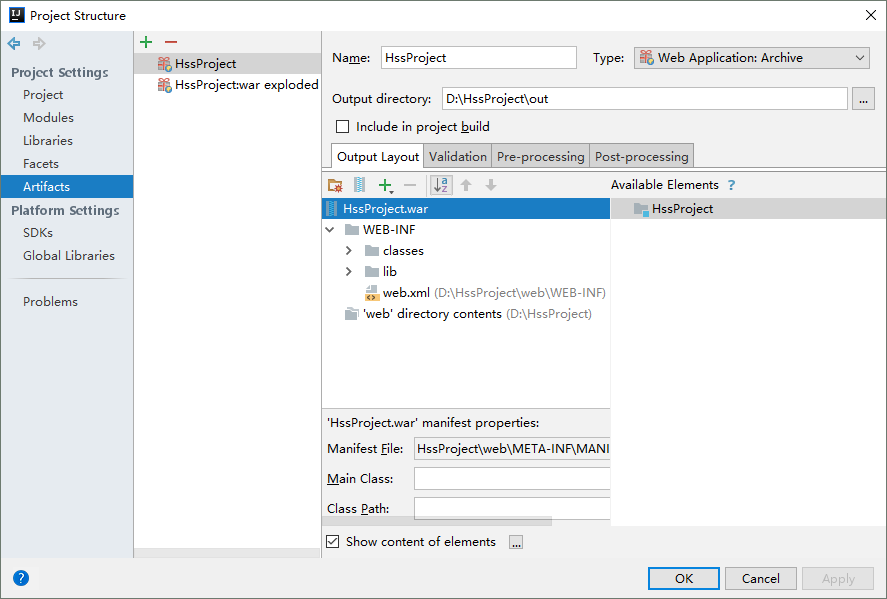 Project Structure
Project Settings
Project
Modules
Libraries
Facets
Artifacts
Platform Settings
SDKs
Global Libraries
Problems
HssProject
HssProject:war exploded
Name: HssProject Type: Web Application: Archive
Output directory: D:\HssProject\out ...
Include in project build
Output Layout Validation Pre-processing Post-processing
Available Elements ?
HssProject.war
HssProject
WEB-INF
classes
lib
web.xml (D:\HssProject\web\WEB-INF)
'web' directory contents (D:\HssProject)
'HssProject.war' manifest properties:
Manifest File: HssProject\web\META-INF\MANI
Main Class:
Class Path:
Show content of elements ...
? OK Cancel Apply